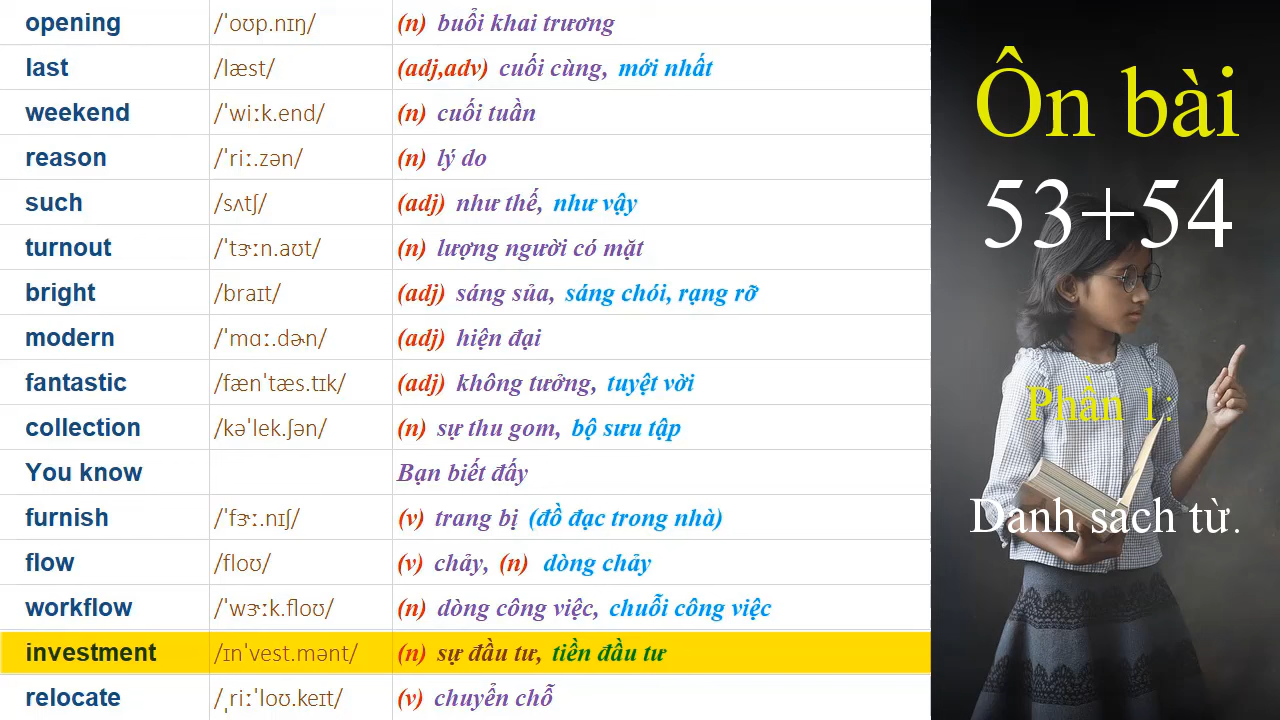 opening /ˈoʊp.nɪŋ/ (n) buổi khai trương
last /læst/ (adj,adv) cuối cùng, mới nhất
weekend /ˈwiːk.end/ (n) cuối tuần
reason /ˈriː.zən/ (n) lý do
such /sʌtʃ/ (adj) như thế, như vậy
turnout /ˈtɝːn.aʊt/ (n) lượng người có mặt
bright /braɪt/ (adj) sáng sủa, sáng chói, rạng rỡ
modern /ˈmɑː.dɚn/ (adj) hiện đại
fantastic /fænˈtæs.tɪk/ (adj) không tưởng, tuyệt vời
collection /kəˈlek.ʃən/ (n) sự thu gom, bộ sưu tập
You know Bạn biết đấy
furnish /ˈfɝː.nɪʃ/ (v) trang bị (đồ đạc trong nhà)
flow /floʊ/ (v) chảy, (n) dòng chảy
workflow /ˈwɝːk.floʊ/ (n) dòng công việc, chuỗi công việc
investment /ɪnˈvest.mənt/ (n) sự đầu tư, tiền đầu tư
relocate /ˌriːˈloʊ.keɪt/ (v) chuyển chỗ
Ôn bài
53+54
Phần 1:
Danh sách từ.